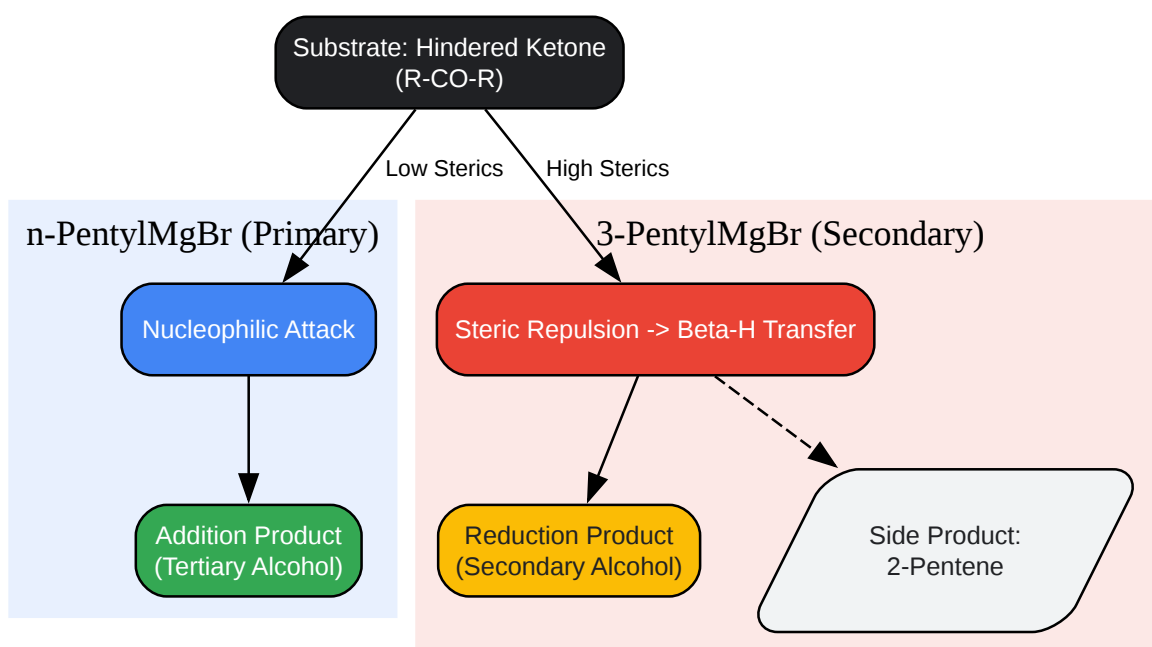 Substrate: Hindered Ketone
(R-CO-R)
Low Sterics
High Sterics
n-PentylMgBr (Primary)
3-PentylMgBr (Secondary)
Nucleophilic Attack
Steric Repulsion -> Beta-H Transfer
Addition Product
(Tertiary Alcohol)
Reduction Product
(Secondary Alcohol)
Side Product:
2-Pentene